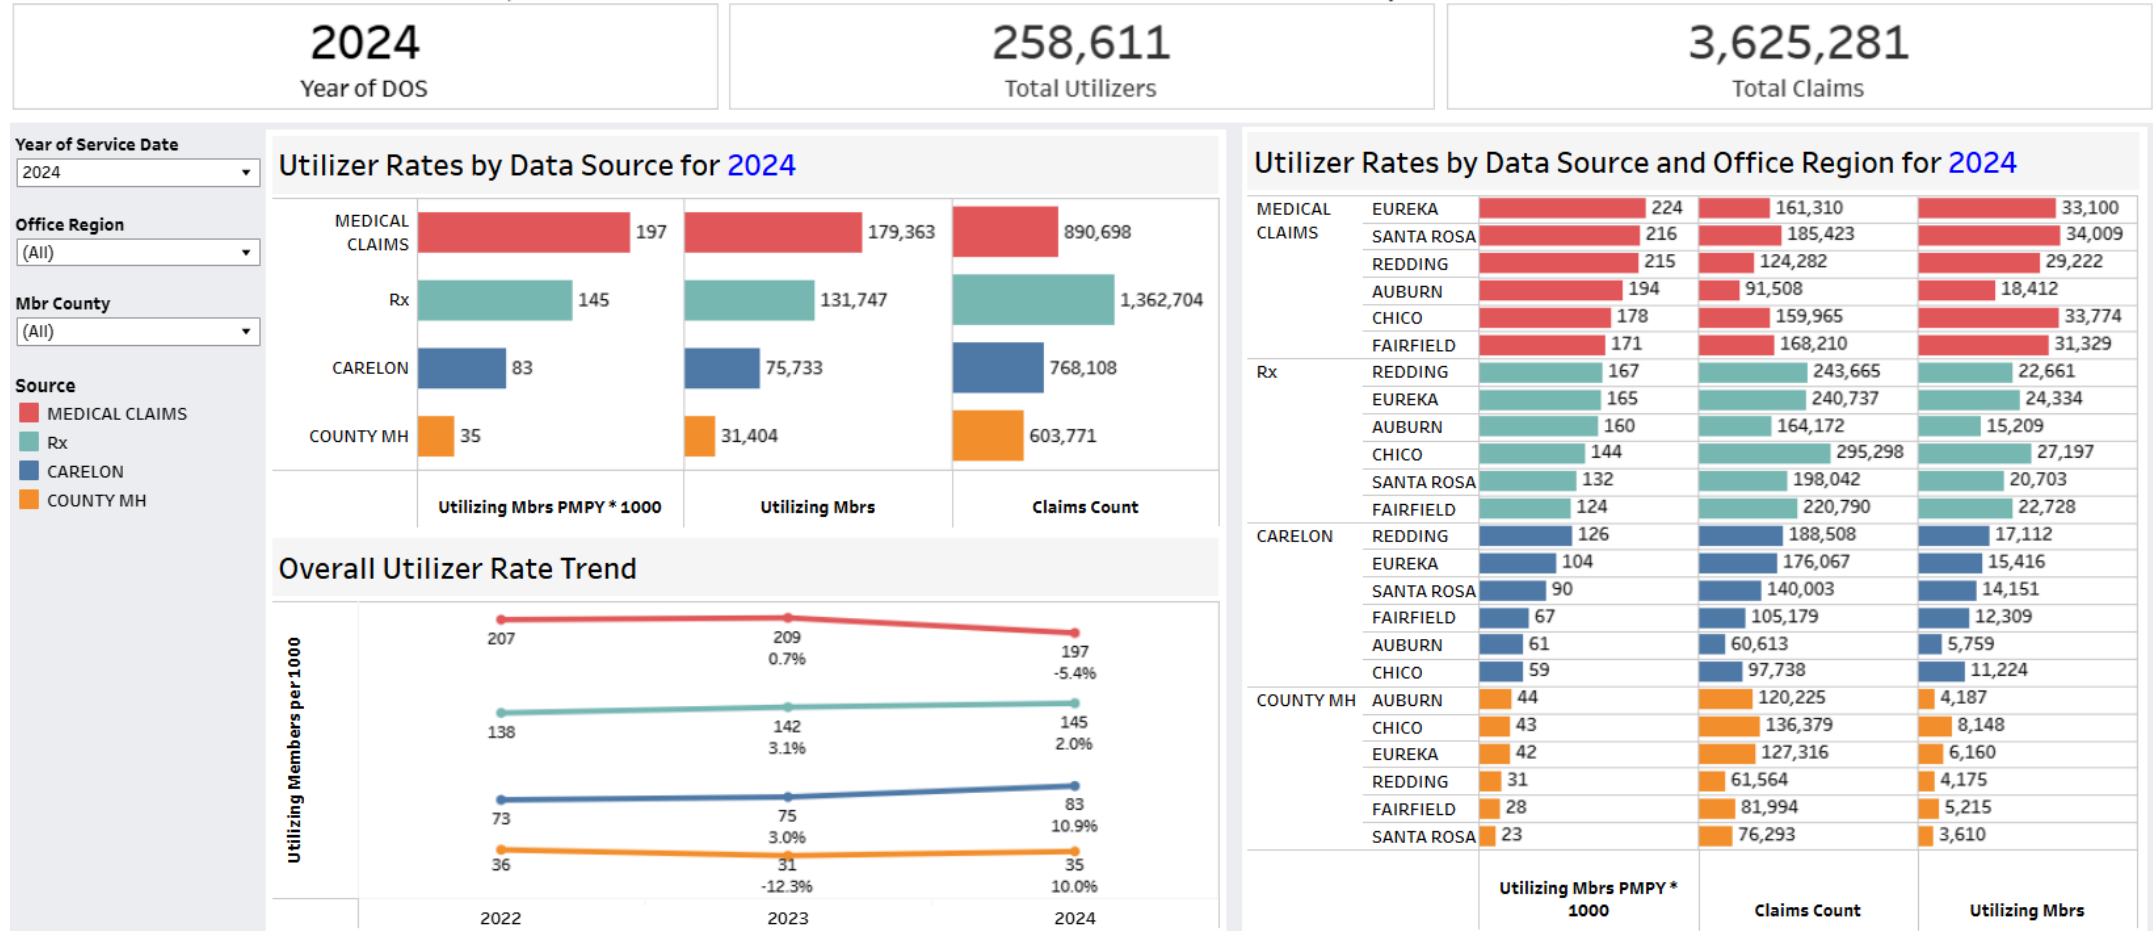 2024
Year of DOS
258,611
Total Utilizers
3,625,281
Total Claims
Year of Service Date
2024
Office Region
(All)
Mbr County
(All)
Source
MEDICAL CLAIMS
Rx
CARELON
COUNTY MH
Utilizer Rates by Data Source for 2024
MEDICAL
CLAIMS
197
179,363
890,698
Rx
145
131,747
1,362,704
CARELON
83
75,733
768,108
COUNTY MH
35
31,404
603,771
Utilizing Mbrs PMPY * 1000
Utilizing Mbrs
Claims Count
Overall Utilizer Rate Trend
Utilizing Members per 1000
207
209
0.7%
197
-5.4%
138
142
3.1%
145
2.0%
73
75
3.0%
83
10.9%
36
31
-12.3%
35
10.0%
2022
2023
2024
Utilizer Rates by Data Source and Office Region for 2024
MEDICAL
CLAIMS
EUREKA 224 161,310 33,100
SANTA ROSA 216 185,423 34,009
REDDING 215 124,282 29,222
AUBURN 194 91,508 18,412
CHICO 178 159,965 33,774
FAIRFIELD 171 168,210 31,329
Rx REDDING 167 243,665 22,661
EUREKA 165 240,737 24,334
AUBURN 160 164,172 15,209
CHICO 144 295,298 27,197
SANTA ROSA 132 198,042 20,703
FAIRFIELD 124 220,790 22,728
CARELON REDDING 126 188,508 17,112
EUREKA 104 176,067 15,416
SANTA ROSA 90 140,003 14,151
FAIRFIELD 67 105,179 12,309
AUBURN 61 60,613 5,759
CHICO 59 97,738 11,224
COUNTY MH AUBURN 44 120,225 4,187
CHICO 43 136,379 8,148
EUREKA 42 127,316 6,160
REDDING 31 61,564 4,175
FAIRFIELD 28 81,994 5,215
SANTA ROSA 23 76,293 3,610
Utilizing Mbrs PMPY *
1000
Claims Count
Utilizing Mbrs